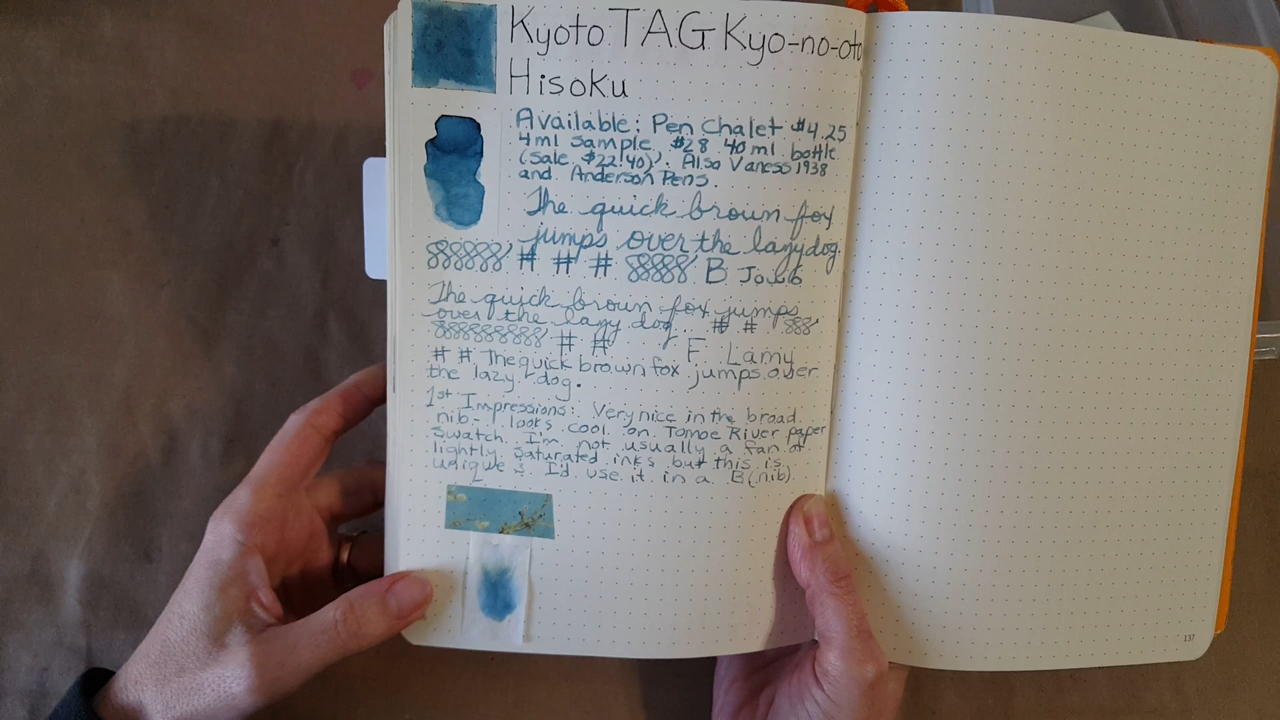 Kyoto TAG Kyo-no-oto
Hisoku
Available: Pen Chalet $4.25
4ml sample, $28 40 ml bottle
(sale $22.40). Also Vaness 1938
and Anderson Pens.
The quick brown fox
jumps over the lazy dog.
# # # B Jowo
The quick brown fox jumps
over the lazy dog. # #
# # F Lamy
# # The quick brown fox jumps over
the lazy dog.
1st Impressions: Very nice in the broad
nib - looks cool on Tomoe River paper
swatch. I'm not usually a fan of
lightly saturated inks but this is
unique & I'd use it in a B (nib).
137